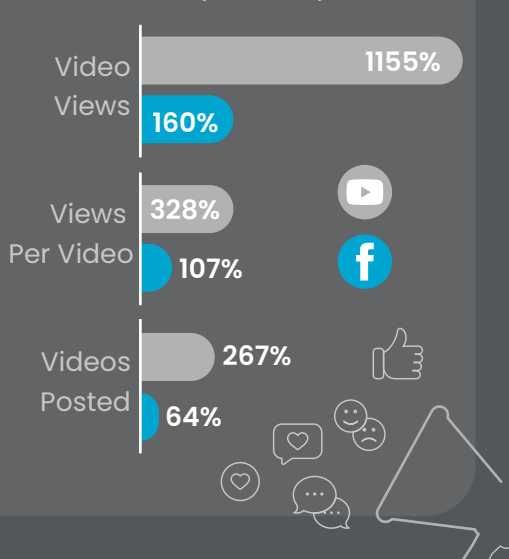 Video
Views
1155%
160%
Views
Per Video
328%
107%
Videos
Posted
267%
64%